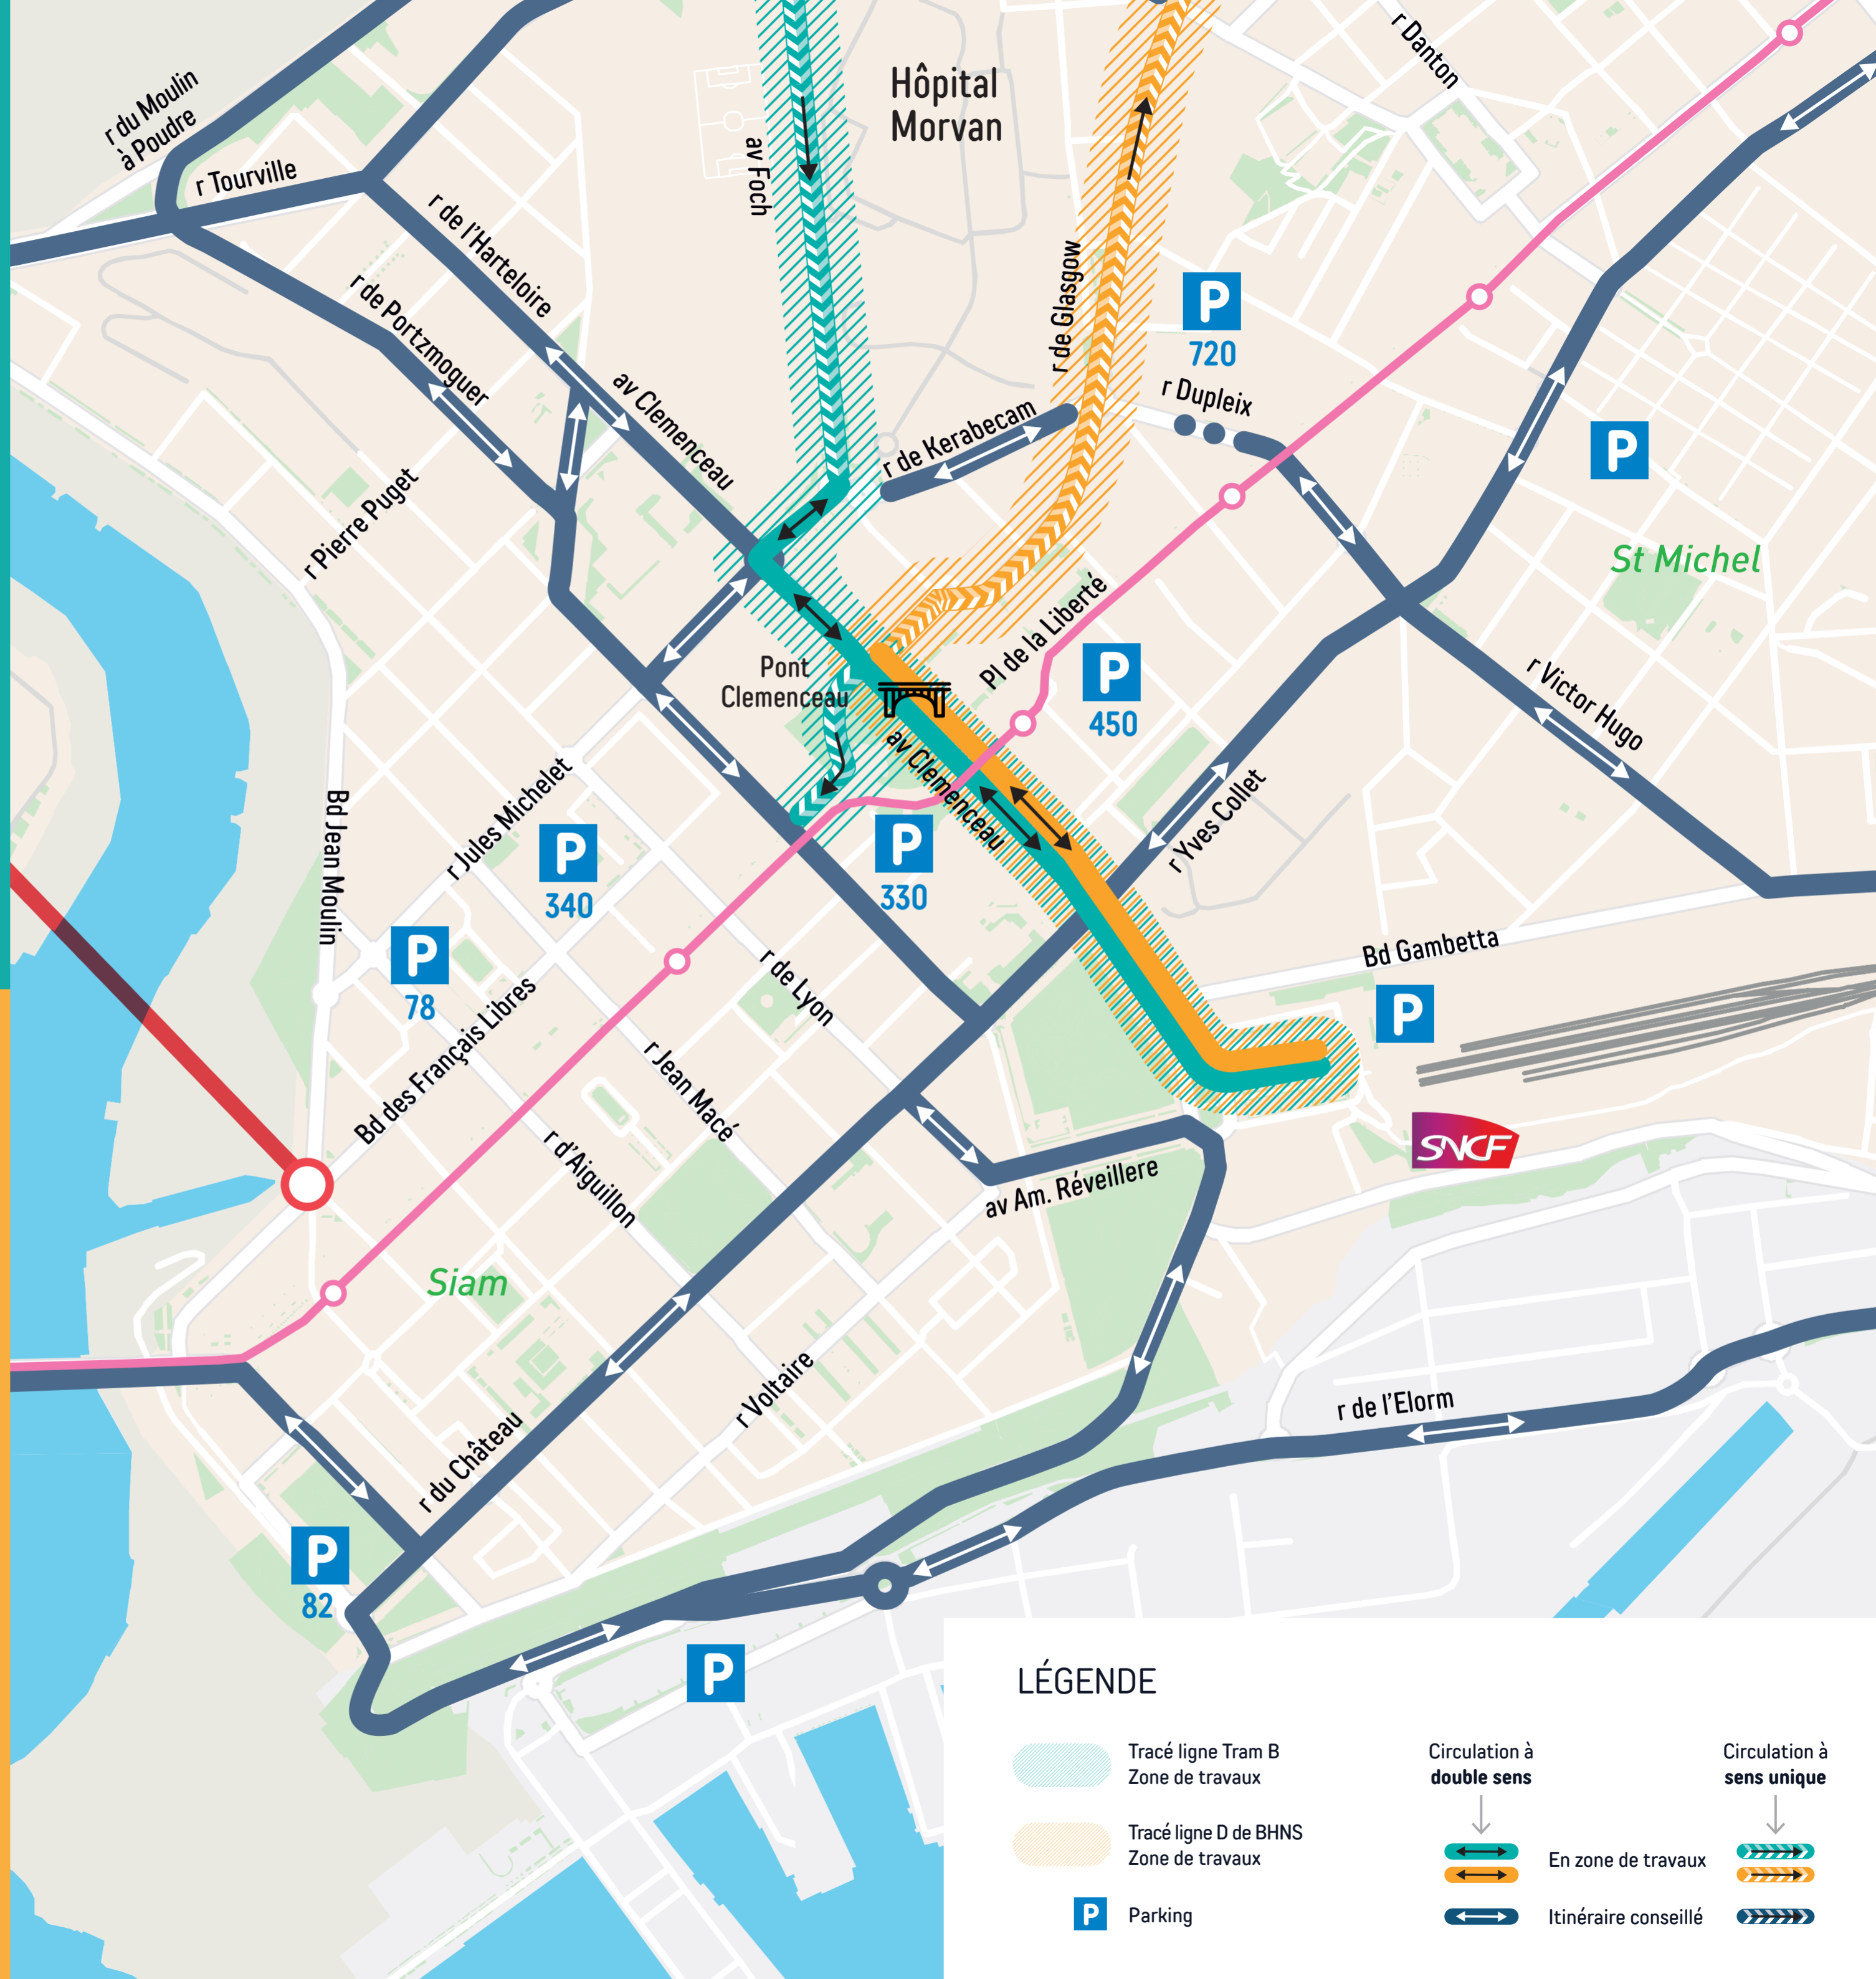 r Danton
Hôpital
Morvan
r du Moulin
à Poudre
r Tourville
av Foch
r de l'Harteloire
r de Glasgow
P
720
r de Portzmoguer
av Clemenceau
r Dupleix
r de Kerabecam
P
r Pierre Puget
St Michel
Pl de la Liberté
Pont
Clemenceau
P
450
r Victor Hugo
av Clemenceau
r Yves Collet
Bd Jean Moulin
r Jules Michelet
P
340
P
330
P
78
Bd Gambetta
r de Lyon
P
Bd des Français Libres
r Jean Macé
SNCF
r d'Aiguillon
av Am. Réveillere
Siam
r Voltaire
r de l'Elorm
r du Château
P
82
P
LÉGENDE
Tracé ligne Tram B
Zone de travaux
Tracé ligne D de BHNS
Zone de travaux
P
Parking
Circulation à
double sens
Circulation à
sens unique
En zone de travaux
Itinéraire conseillé